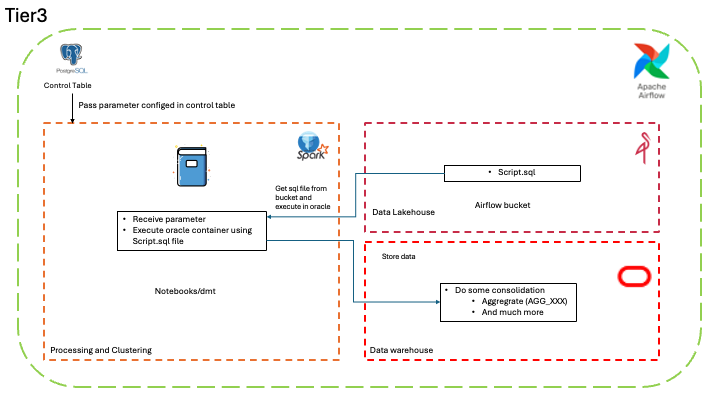 Tier3
PostgreSQL
Control Table
Pass parameter configed in control table
Apache
Airflow
Spark
Get sql file from
bucket and
execute in oracle
• Receive parameter
• Execute oracle container using
Script.sql file
Notebooks/dmt
Processing and Clustering
• Script.sql
Airflow bucket
Data Lakehouse
Store data
• Do some consolidation
• Aggregrate (AGG_XXX)
• And much more
Data warehouse